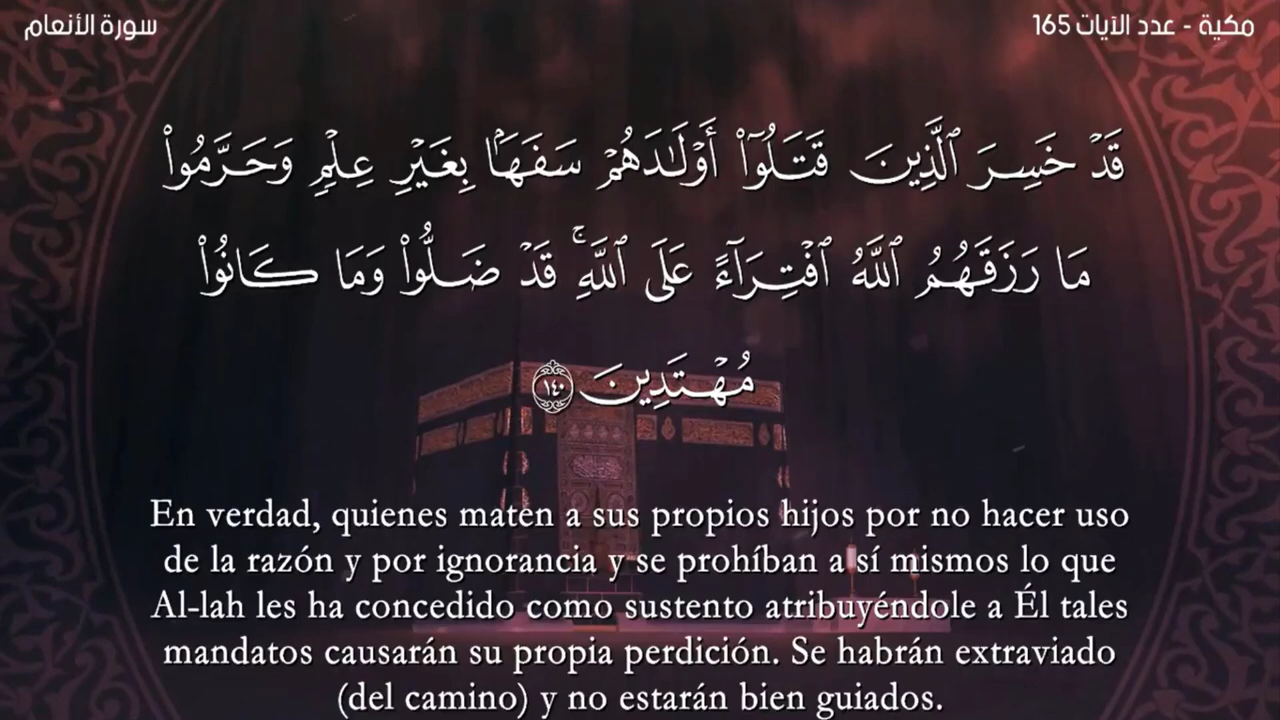 سورة الأنعام
مكية - عدد الآيات 165
قَدْ خَسِرَ ٱلَّذِينَ قَتَلُوٓا۟ أَوْلَـٰدَهُمْ سَفَهًۢا بِغَيْرِ عِلْمٍ وَحَرَّمُوا۟
مَا رَزَقَهُمُ ٱللَّهُ ٱفْتِرَآءً عَلَى ٱللَّهِ ۚ قَدْ ضَلُّوا۟ وَمَا كَانُوا۟
مُهْتَدِينَ ١٤٠
En verdad, quienes maten a sus propios hijos por no hacer uso
de la razón y por ignorancia y se prohíban a sí mismos lo que
Al-lah les ha concedido como sustento atribuyéndole a Él tales
mandatos causarán su propia perdición. Se habrán extraviado
(del camino) y no estarán bien guiados.